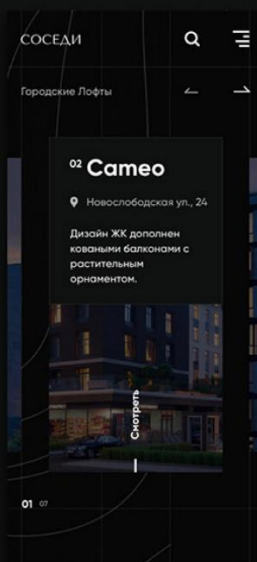 СОСЕДИ
Городские Лофты
02 Cameo
Новослободская ул., 24
Дизайн ЖК дополнен
коваными балконами с
растительным
орнаментом.
Смотреть
01 07